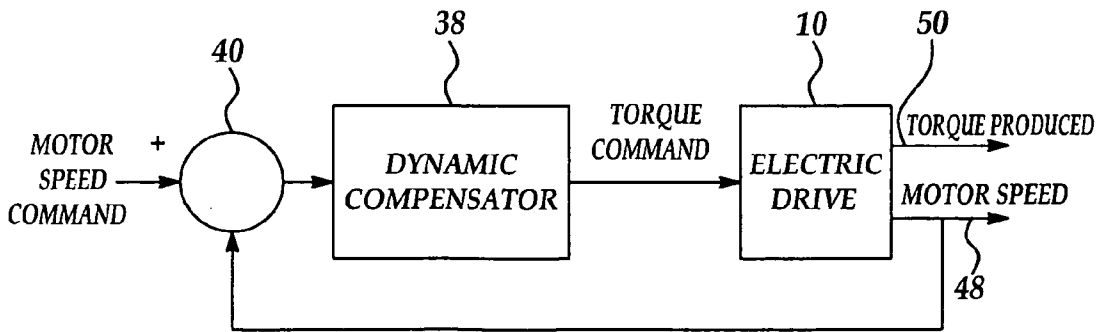 38
10
50
40
MOTOR
SPEED
COMMAND
+
DYNAMIC
COMPENSATOR
TORQUE
COMMAND
ELECTRIC
DRIVE
TORQUE PRODUCED
MOTOR SPEED
48